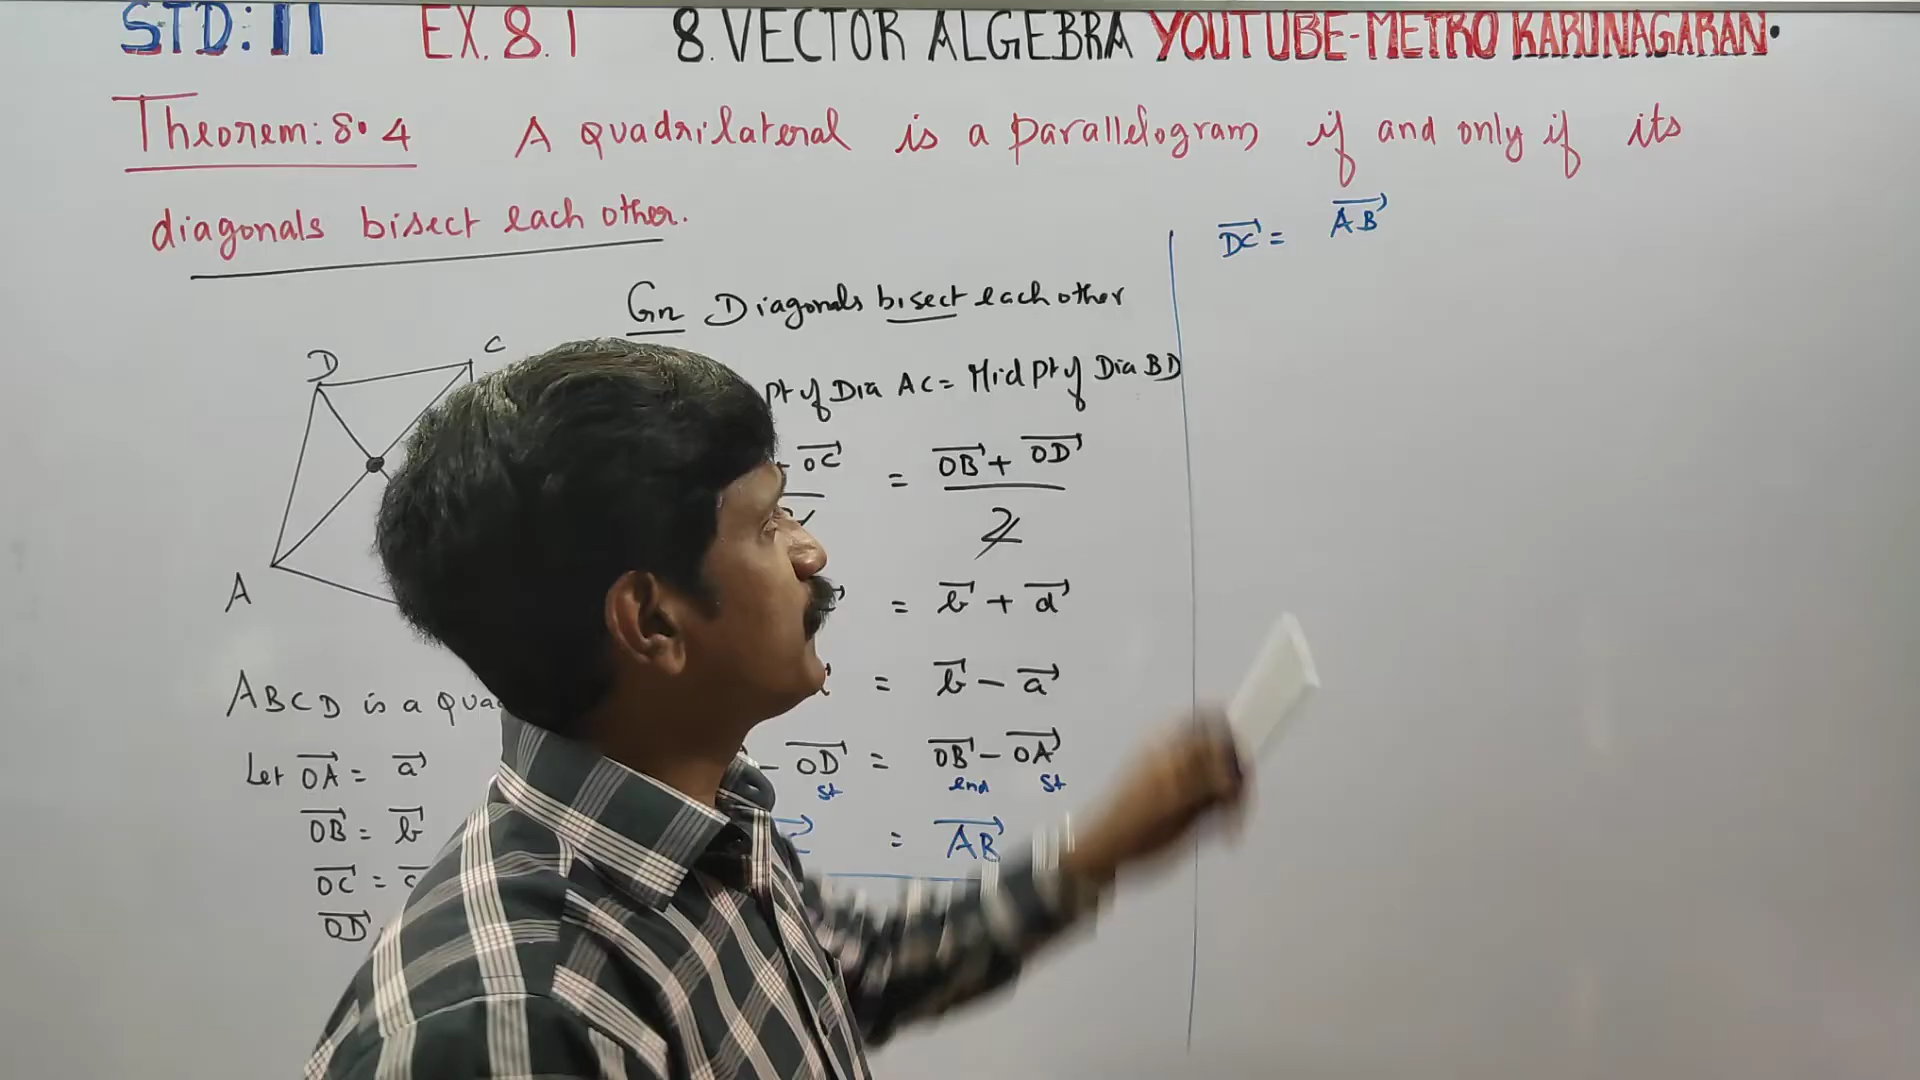 STD: 11 EX. 8.1 8. VECTOR ALGEBRA YOUTUBE-METRO KARUNAGARAN.
Theorem: 8.4 A quadrilateral is a parallelogram if and only if its
diagonals bisect each other.
DC⃗ = AB⃗
Gn Diagonals bisect each other
D C
pt of Dia AC = Mid pt of Dia BD
OC⃗ = OB⃗ + OD⃗
2
A
= b⃗ + d⃗
= b⃗ - a⃗
- OD⃗ = OB⃗ - OA⃗
st end st
= AB⃗
ABCD is a
Let OA⃗ = a⃗
OB⃗ = b⃗
OC⃗ =
OD⃗